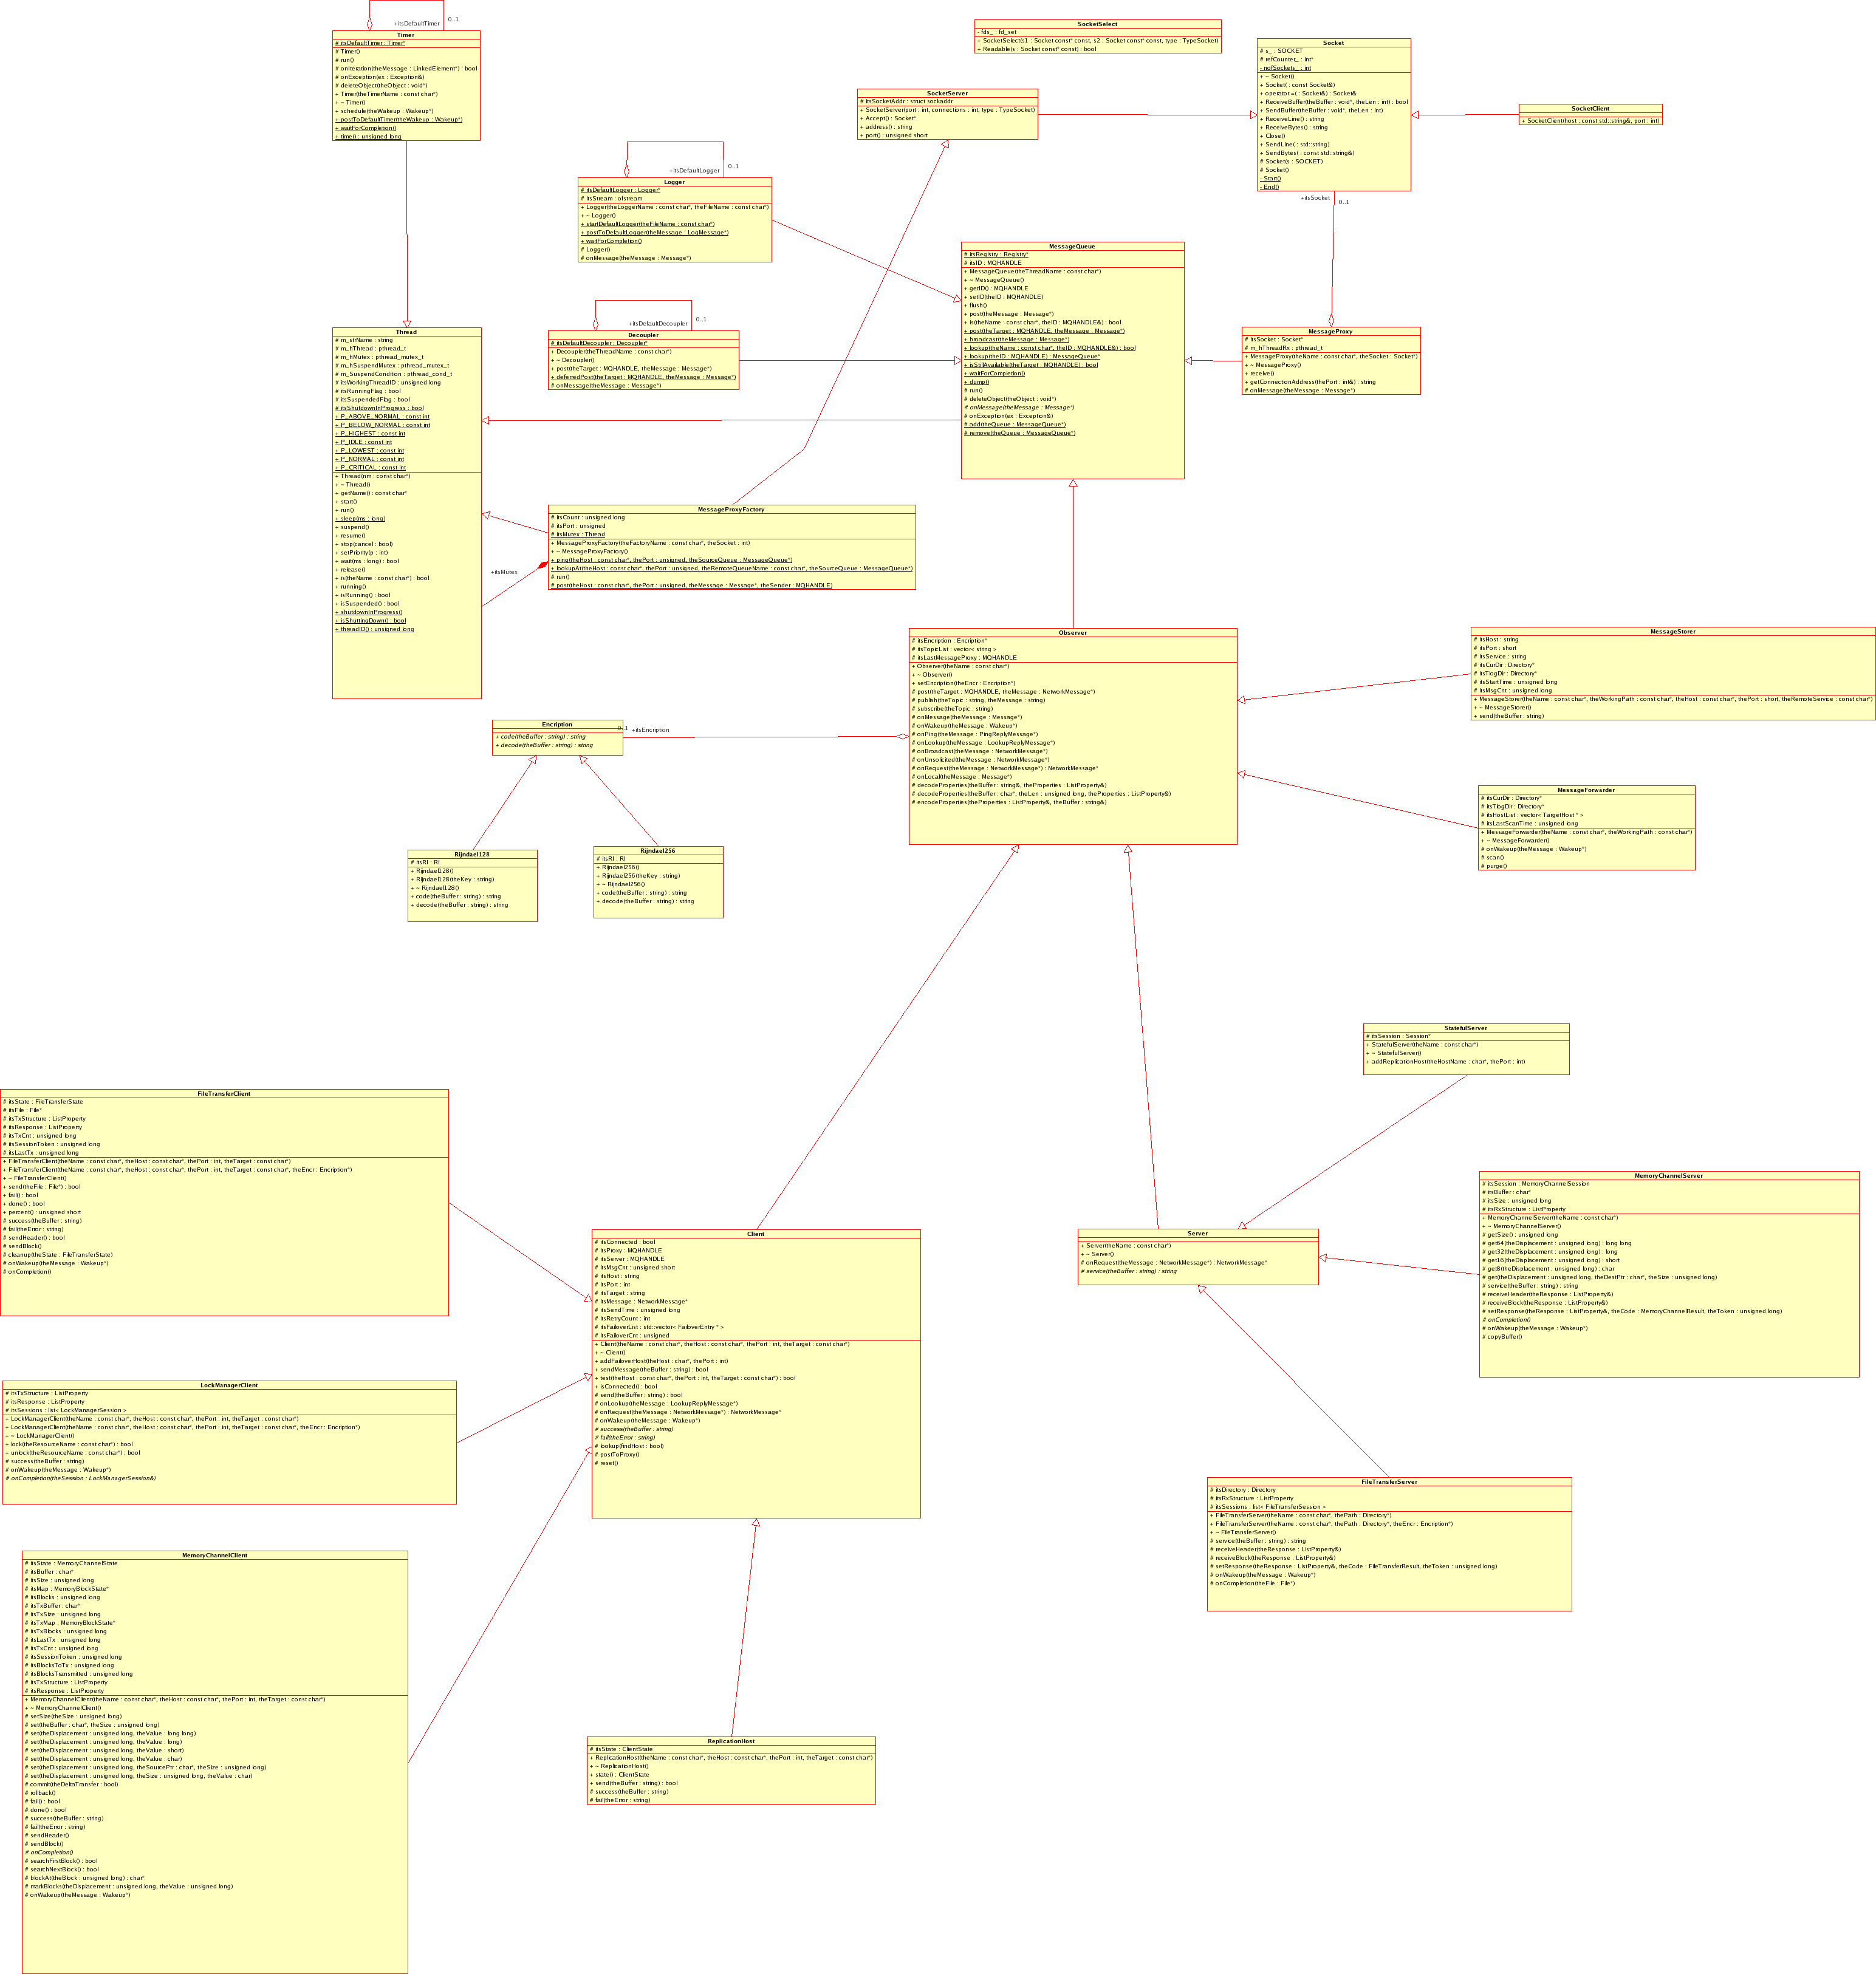 +itsDefaultTimer
0..1
Timer
# itsDefaultTimer : Timer*
# Timer()
# run()
# onIteration(theMessage : LinkedElement*) : bool
# onException(ex : Exception&)
# deleteObject(theObject : void*)
+ Timer(theTimerName : const char*)
+ ~ Timer()
+ schedule(theWakeup : Wakeup*)
+ postToDefaultTimer(theWakeup : Wakeup*)
+ waitForCompletion()
+ time() : unsigned long
SocketSelect
- fds_ : fd_set
+ SocketSelect(s1 : Socket const* const, s2 : Socket const* const, type : TypeSocket)
+ Readable(s : Socket const* const) : bool
Socket
# s_ : SOCKET
# refCounter_ : int*
- nofSockets_ : int
+ ~ Socket()
+ Socket( : const Socket&)
+ operator =( : Socket&) : Socket&
+ ReceiveBuffer(theBuffer : void*, theLen : int) : bool
+ SendBuffer(theBuffer : void*, theLen : int)
+ ReceiveLine() : string
+ ReceiveBytes() : string
+ Close()
+ SendLine( : std::string)
+ SendBytes( : const std::string&)
# Socket(s : SOCKET)
# Socket()
- Start()
- End()
+itsSocket
0..1
SocketServer
# itsSocketAddr : struct sockaddr
+ SocketServer(port : int, connections : int, type : TypeSocket)
+ Accept() : Socket*
+ address() : string
+ port() : unsigned short
SocketClient
+ SocketClient(host : const std::string&, port : int)
+itsDefaultLogger
0..1
Logger
# itsDefaultLogger : Logger*
# itsStream : ofstream
+ Logger(theLoggerName : const char*, theFileName : const char*)
+ ~ Logger()
+ startDefaultLogger(theFileName : const char*)
+ postToDefaultLogger(theMessage : LogMessage*)
+ waitForCompletion()
# Logger()
# onMessage(theMessage : Message*)
MessageQueue
# itsRegistry : Registry*
# itsID : MQHANDLE
+ MessageQueue(theThreadName : const char*)
+ ~ MessageQueue()
+ getID() : MQHANDLE
+ setID(theID : MQHANDLE)
+ flush()
+ post(theMessage : Message*)
+ is(theName : const char*, theID : MQHANDLE&) : bool
+ post(theTarget : MQHANDLE, theMessage : Message*)
+ broadcast(theMessage : Message*)
+ lookup(theName : const char*, theID : MQHANDLE&) : bool
+ lookup(theID : MQHANDLE) : MessageQueue*
+ isStillAvailable(theTarget : MQHANDLE) : bool
+ waitForCompletion()
+ dump()
# run()
# deleteObject(theObject : void*)
# onMessage(theMessage : Message*)
# onException(ex : Exception&)
# add(theQueue : MessageQueue*)
# remove(theQueue : MessageQueue*)
+itsDefaultDecoupler
0..1
Decoupler
# itsDefaultDecoupler : Decoupler*
+ Decoupler(theThreadName : const char*)
+ ~ Decoupler()
+ post(theTarget : MQHANDLE, theMessage : Message*)
+ deferredPost(theTarget : MQHANDLE, theMessage : Message*)
# onMessage(theMessage : Message*)
MessageProxy
# itsSocket : Socket*
# m_hThreadRx : pthread_t
+ MessageProxy(theName : const char*, theSocket : Socket*)
+ ~ MessageProxy()
+ receive()
+ getConnectionAddress(thePort : int&) : string
# onMessage(theMessage : Message*)
Thread
# m_strName : string
# m_hThread : pthread_t
# m_hMutex : pthread_mutex_t
# m_hSuspendMutex : pthread_mutex_t
# m_SuspendCondition : pthread_cond_t
# itsWorkingThreadID : unsigned long
# itsRunningFlag : bool
# itsSuspendedFlag : bool
# itsShutdownInProgress : bool
+ P_ABOVE_NORMAL : const int
+ P_BELOW_NORMAL : const int
+ P_HIGHEST : const int
+ P_IDLE : const int
+ P_LOWEST : const int
+ P_NORMAL : const int
+ P_CRITICAL : const int
+ Thread(nm : const char*)
+ ~ Thread()
+ getName() : const char*
+ start()
+ run()
+ sleep(ms : long)
+ suspend()
+ resume()
+ stop(cancel : bool)
+ setPriority(p : int)
+ wait(ms : long) : bool
+ release()
+ is(theName : const char*) : bool
+ running()
+ isRunning() : bool
+ isSuspended() : bool
+ shutdownInProgress()
+ isShuttingDown() : bool
+ threadID() : unsigned long
MessageProxyFactory
# itsCount : unsigned long
# itsPort : unsigned
# itsMutex : Thread
+ MessageProxyFactory(theFactoryName : const char*, theSocket : int)
+ ~ MessageProxyFactory()
+ ping(theHost : const char*, thePort : unsigned, theSourceQueue : MessageQueue*)
+ lookupAt(theHost : const char*, thePort : unsigned, theRemoteQueueName : const char*, theSourceQueue : MessageQueue*)
# run()
# post(theHost : const char*, thePort : unsigned, theMessage : Message*, theSender : MQHANDLE)
+itsMutex
Observer
# itsEncription : Encription*
# itsTopicList : vector< string >
# itsLastMessageProxy : MQHANDLE
+ Observer(theName : const char*)
+ ~ Observer()
+ setEncription(theEncr : Encription*)
# post(theTarget : MQHANDLE, theMessage : NetworkMessage*)
# publish(theTopic : string, theMessage : string)
# subscribe(theTopic : string)
# onMessage(theMessage : Message*)
# onWakeup(theMessage : Wakeup*)
# onPing(theMessage : PingReplyMessage*)
# onLookup(theMessage : LookupReplyMessage*)
# onBroadcast(theMessage : NetworkMessage*)
# onUnsolicited(theMessage : NetworkMessage*)
# onRequest(theMessage : NetworkMessage*) : NetworkMessage*
# onLocal(theMessage : Message*)
# decodeProperties(theBuffer : string&, theProperties : ListProperty&)
# decodeProperties(theBuffer : char*, theLen : unsigned long, theProperties : ListProperty&)
# encodeProperties(theProperties : ListProperty&, theBuffer : string&)
MessageStorer
# itsHost : string
# itsPort : short
# itsService : string
# itsCurDir : Directory*
# itsTlogDir : Directory*
# itsStartTime : unsigned long
# itsMsgCnt : unsigned long
+ MessageStorer(theName : const char*, theWorkingPath : const char*, theHost : const char*, thePort : short, theRemoteService : const char*)
+ ~ MessageStorer()
+ send(theBuffer : string)
Encription
+ code(theBuffer : string) : string
+ decode(theBuffer : string) : string
0..1
+itsEncription
MessageForwarder
# itsCurDir : Directory*
# itsTlogDir : Directory*
# itsHostList : vector< TargetHost * >
# itsLastScanTime : unsigned long
+ MessageForwarder(theName : const char*, theWorkingPath : const char*)
+ ~ MessageForwarder()
# onWakeup(theMessage : Wakeup*)
# scan()
# purge()
Rijndael128
# itsRI : RI
+ Rijndael128()
+ Rijndael128(theKey : string)
+ ~ Rijndael128()
+ code(theBuffer : string) : string
+ decode(theBuffer : string) : string
Rijndael256
# itsRI : RI
+ Rijndael256()
+ Rijndael256(theKey : string)
+ ~ Rijndael256()
+ code(theBuffer : string) : string
+ decode(theBuffer : string) : string
StatefulServer
# itsSession : Session*
+ StatefulServer(theName : const char*)
+ ~ StatefulServer()
+ addReplicationHost(theHostName : char*, thePort : int)
FileTransferClient
# itsState : FileTransferState
# itsFile : File*
# itsTxStructure : ListProperty
# itsResponse : ListProperty
# itsTxCnt : unsigned long
# itsSessionToken : unsigned long
# itsLastTx : unsigned long
+ FileTransferClient(theName : const char*, theHost : const char*, thePort : int, theTarget : const char*)
+ FileTransferClient(theName : const char*, theHost : const char*, thePort : int, theTarget : const char*, theEncr : Encription*)
+ ~ FileTransferClient()
+ send(theFile : File*) : bool
+ fail() : bool
+ done() : bool
+ percent() : unsigned short
# success(theBuffer : string)
# fail(theError : string)
# sendHeader() : bool
# sendBlock()
# cleanup(theState : FileTransferState)
# onWakeup(theMessage : Wakeup*)
# onCompletion()
MemoryChannelServer
# itsSession : MemoryChannelSession
# itsBuffer : char*
# itsSize : unsigned long
# itsRxStructure : ListProperty
+ MemoryChannelServer(theName : const char*)
+ ~ MemoryChannelServer()
# getSize() : unsigned long
# get64(theDisplacement : unsigned long) : long long
# get32(theDisplacement : unsigned long) : long
# get16(theDisplacement : unsigned long) : short
# get8(theDisplacement : unsigned long) : char
# get(theDisplacement : unsigned long, theDestPtr : char*, theSize : unsigned long)
# service(theBuffer : string) : string
# receiveHeader(theResponse : ListProperty&)
# receiveBlock(theResponse : ListProperty&)
# setResponse(theResponse : ListProperty&, theCode : MemoryChannelResult, theToken : unsigned long)
# onCompletion()
# onWakeup(theMessage : Wakeup*)
# copyBuffer()
Client
# itsConnected : bool
# itsProxy : MQHANDLE
# itsServer : MQHANDLE
# itsMsgCnt : unsigned short
# itsHost : string
# itsPort : int
# itsTarget : string
# itsMessage : NetworkMessage*
# itsSendTime : unsigned long
# itsRetryCount : int
# itsFailoverList : std::vector< FailoverEntry * >
# itsFailoverCnt : unsigned
+ Client(theName : const char*, theHost : const char*, thePort : int, theTarget : const char*)
+ ~ Client()
+ addFailoverHost(theHost : char*, thePort : int)
+ sendMessage(theBuffer : string) : bool
+ test(theHost : const char*, thePort : int, theTarget : const char*) : bool
+ isConnected() : bool
# send(theBuffer : string) : bool
# onLookup(theMessage : LookupReplyMessage*)
# onRequest(theMessage : NetworkMessage*) : NetworkMessage*
# onWakeup(theMessage : Wakeup*)
# success(theBuffer : string)
# fail(theError : string)
# lookup(findHost : bool)
# postToProxy()
# reset()
Server
+ Server(theName : const char*)
+ ~ Server()
# onRequest(theMessage : NetworkMessage*) : NetworkMessage*
# service(theBuffer : string) : string
LockManagerClient
# itsTxStructure : ListProperty
# itsResponse : ListProperty
# itsSessions : list< LockManagerSession >
+ LockManagerClient(theName : const char*, theHost : const char*, thePort : int, theTarget : const char*)
+ LockManagerClient(theName : const char*, theHost : const char*, thePort : int, theTarget : const char*, theEncr : Encription*)
+ ~ LockManagerClient()
+ lock(theResourceName : const char*) : bool
+ unlock(theResourceName : const char*) : bool
# success(theBuffer : string)
# onWakeup(theMessage : Wakeup*)
# onCompletion(theSession : LockManagerSession&)
FileTransferServer
# itsDirectory : Directory
# itsRxStructure : ListProperty
# itsSessions : list< FileTransferSession >
+ FileTransferServer(theName : const char*, thePath : Directory*)
+ FileTransferServer(theName : const char*, thePath : Directory*, theEncr : Encription*)
+ ~ FileTransferServer()
# service(theBuffer : string) : string
# receiveHeader(theResponse : ListProperty&)
# receiveBlock(theResponse : ListProperty&)
# setResponse(theResponse : ListProperty&, theCode : FileTransferResult, theToken : unsigned long)
# onWakeup(theMessage : Wakeup*)
# onCompletion(theFile : File*)
MemoryChannelClient
# itsState : MemoryChannelState
# itsBuffer : char*
# itsSize : unsigned long
# itsMap : MemoryBlockState*
# itsBlocks : unsigned long
# itsTxBuffer : char*
# itsTxSize : unsigned long
# itsTxMap : MemoryBlockState*
# itsTxBlocks : unsigned long
# itsLastTx : unsigned long
# itsTxCnt : unsigned long
# itsSessionToken : unsigned long
# itsBlocksToTx : unsigned long
# itsBlocksTransmitted : unsigned long
# itsTxStructure : ListProperty
# itsResponse : ListProperty
+ MemoryChannelClient(theName : const char*, theHost : const char*, thePort : int, theTarget : const char*)
+ ~ MemoryChannelClient()
# setSize(theSize : unsigned long)
# set(theBuffer : char*, theSize : unsigned long)
# set(theDisplacement : unsigned long, theValue : long long)
# set(theDisplacement : unsigned long, theValue : long)
# set(theDisplacement : unsigned long, theValue : short)
# set(theDisplacement : unsigned long, theValue : char)
# set(theDisplacement : unsigned long, theSourcePtr : char*, theSize : unsigned long)
# set(theDisplacement : unsigned long, theSize : unsigned long, theValue : char)
# commit(theDeltaTransfer : bool)
# rollback()
# fail() : bool
# done() : bool
# success(theBuffer : string)
# fail(theError : string)
# sendHeader()
# sendBlock()
# onCompletion()
# searchFirstBlock() : bool
# searchNextBlock() : bool
# blockAt(theBlock : unsigned long) : char*
# markBlocks(theDisplacement : unsigned long, theValue : unsigned long)
# onWakeup(theMessage : Wakeup*)
ReplicationHost
# itsState : ClientState
+ ReplicationHost(theName : const char*, theHost : const char*, thePort : int, theTarget : const char*)
+ ~ ReplicationHost()
+ state() : ClientState
+ send(theBuffer : string) : bool
# success(theBuffer : string)
# fail(theError : string)